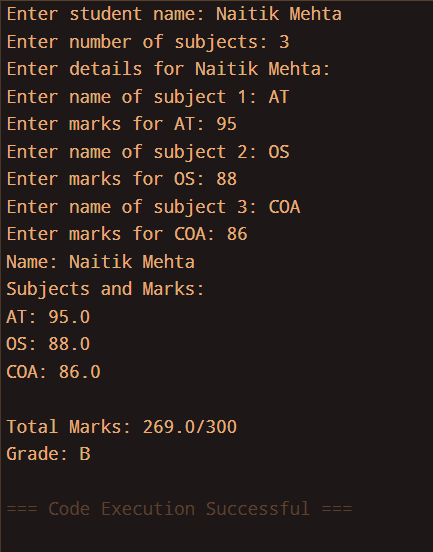 Enter student name: Naitik Mehta
Enter number of subjects: 3
Enter details for Naitik Mehta:
Enter name of subject 1: AT
Enter marks for AT: 95
Enter name of subject 2: OS
Enter marks for OS: 88
Enter name of subject 3: COA
Enter marks for COA: 86
Name: Naitik Mehta
Subjects and Marks:
AT: 95.0
OS: 88.0
COA: 86.0
Total Marks: 269.0/300
Grade: B
=== Code Execution Successful ===